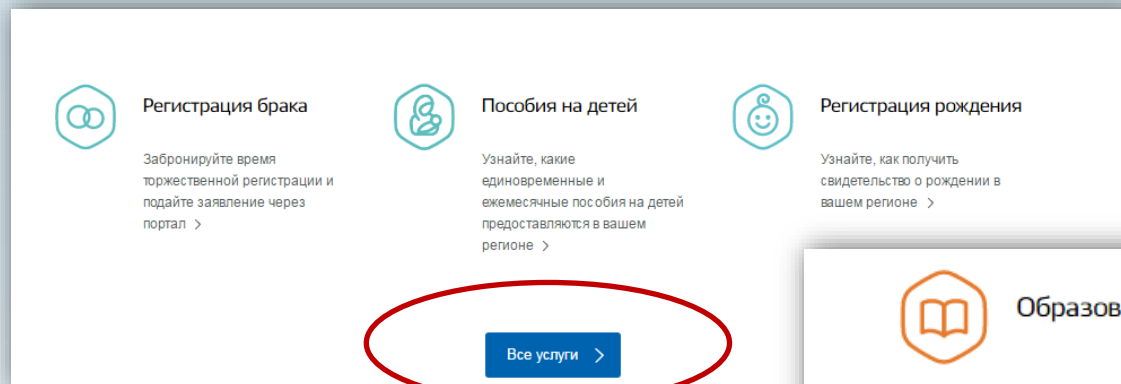 Регистрация брака
Забронируйте время
торжественной регистрации и
подайте заявление через
портал >
Пособия на детей
Узнайте, какие
единовременные и
ежемесячные пособия на детей
предоставляются в вашем
регионе >
Регистрация рождения
Узнайте, как получить
свидетельство о рождении в
вашем регионе >
Все услуги >
Образов